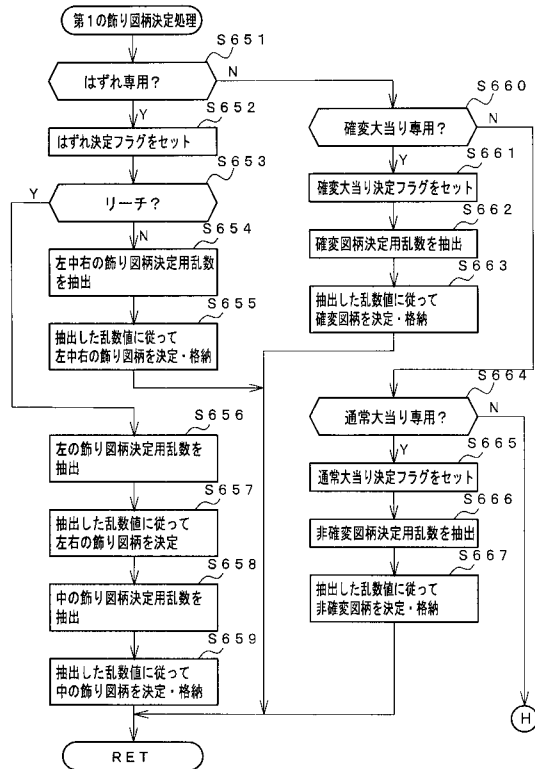 第1の飾り図柄決定処理
S651
はずれ専用?
N
Y
S652
はずれ決定フラグをセット
S653
Y
リーチ?
N
S654
左中右の飾り図柄決定用乱数
を抽出
S655
抽出した乱数値に従って
左中右の飾り図柄を決定・格納
S656
左の飾り図柄決定用乱数を
抽出
S657
抽出した乱数値に従って
左右の飾り図柄を決定
S658
中の飾り図柄決定用乱数を
抽出
S659
抽出した乱数値に従って
中の飾り図柄を決定・格納
RET
S660
確変大当り専用?
N
Y
S661
確変大当り決定フラグをセット
S662
確変図柄決定用乱数を抽出
S663
抽出した乱数値に従って
確変図柄を決定・格納
S664
通常大当り専用?
N
Y
S665
通常大当り決定フラグをセット
S666
非確変図柄決定用乱数を抽出
S667
抽出した乱数値に従って
非確変図柄を決定・格納
H